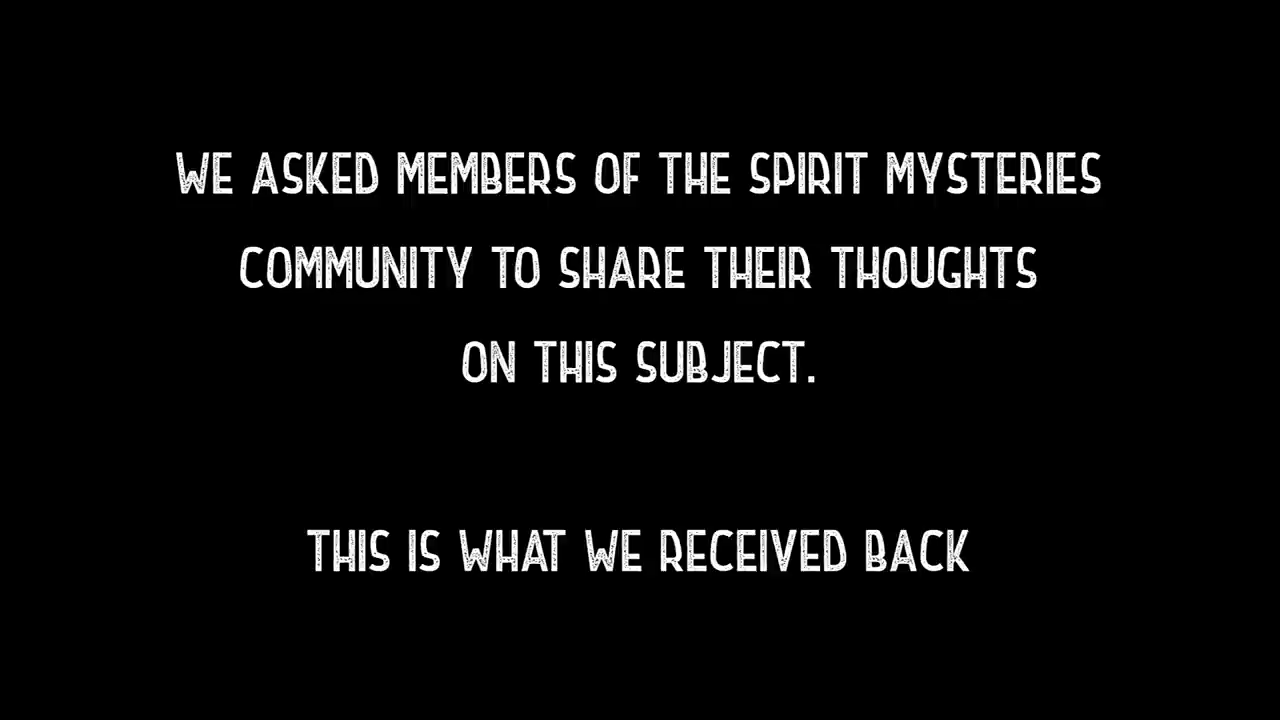 WE ASKED MEMBERS OF THE SPIRIT MYSTERIES
COMMUNITY TO SHARE THEIR THOUGHTS
ON THIS SUBJECT.
THIS IS WHAT WE RECEIVED BACK